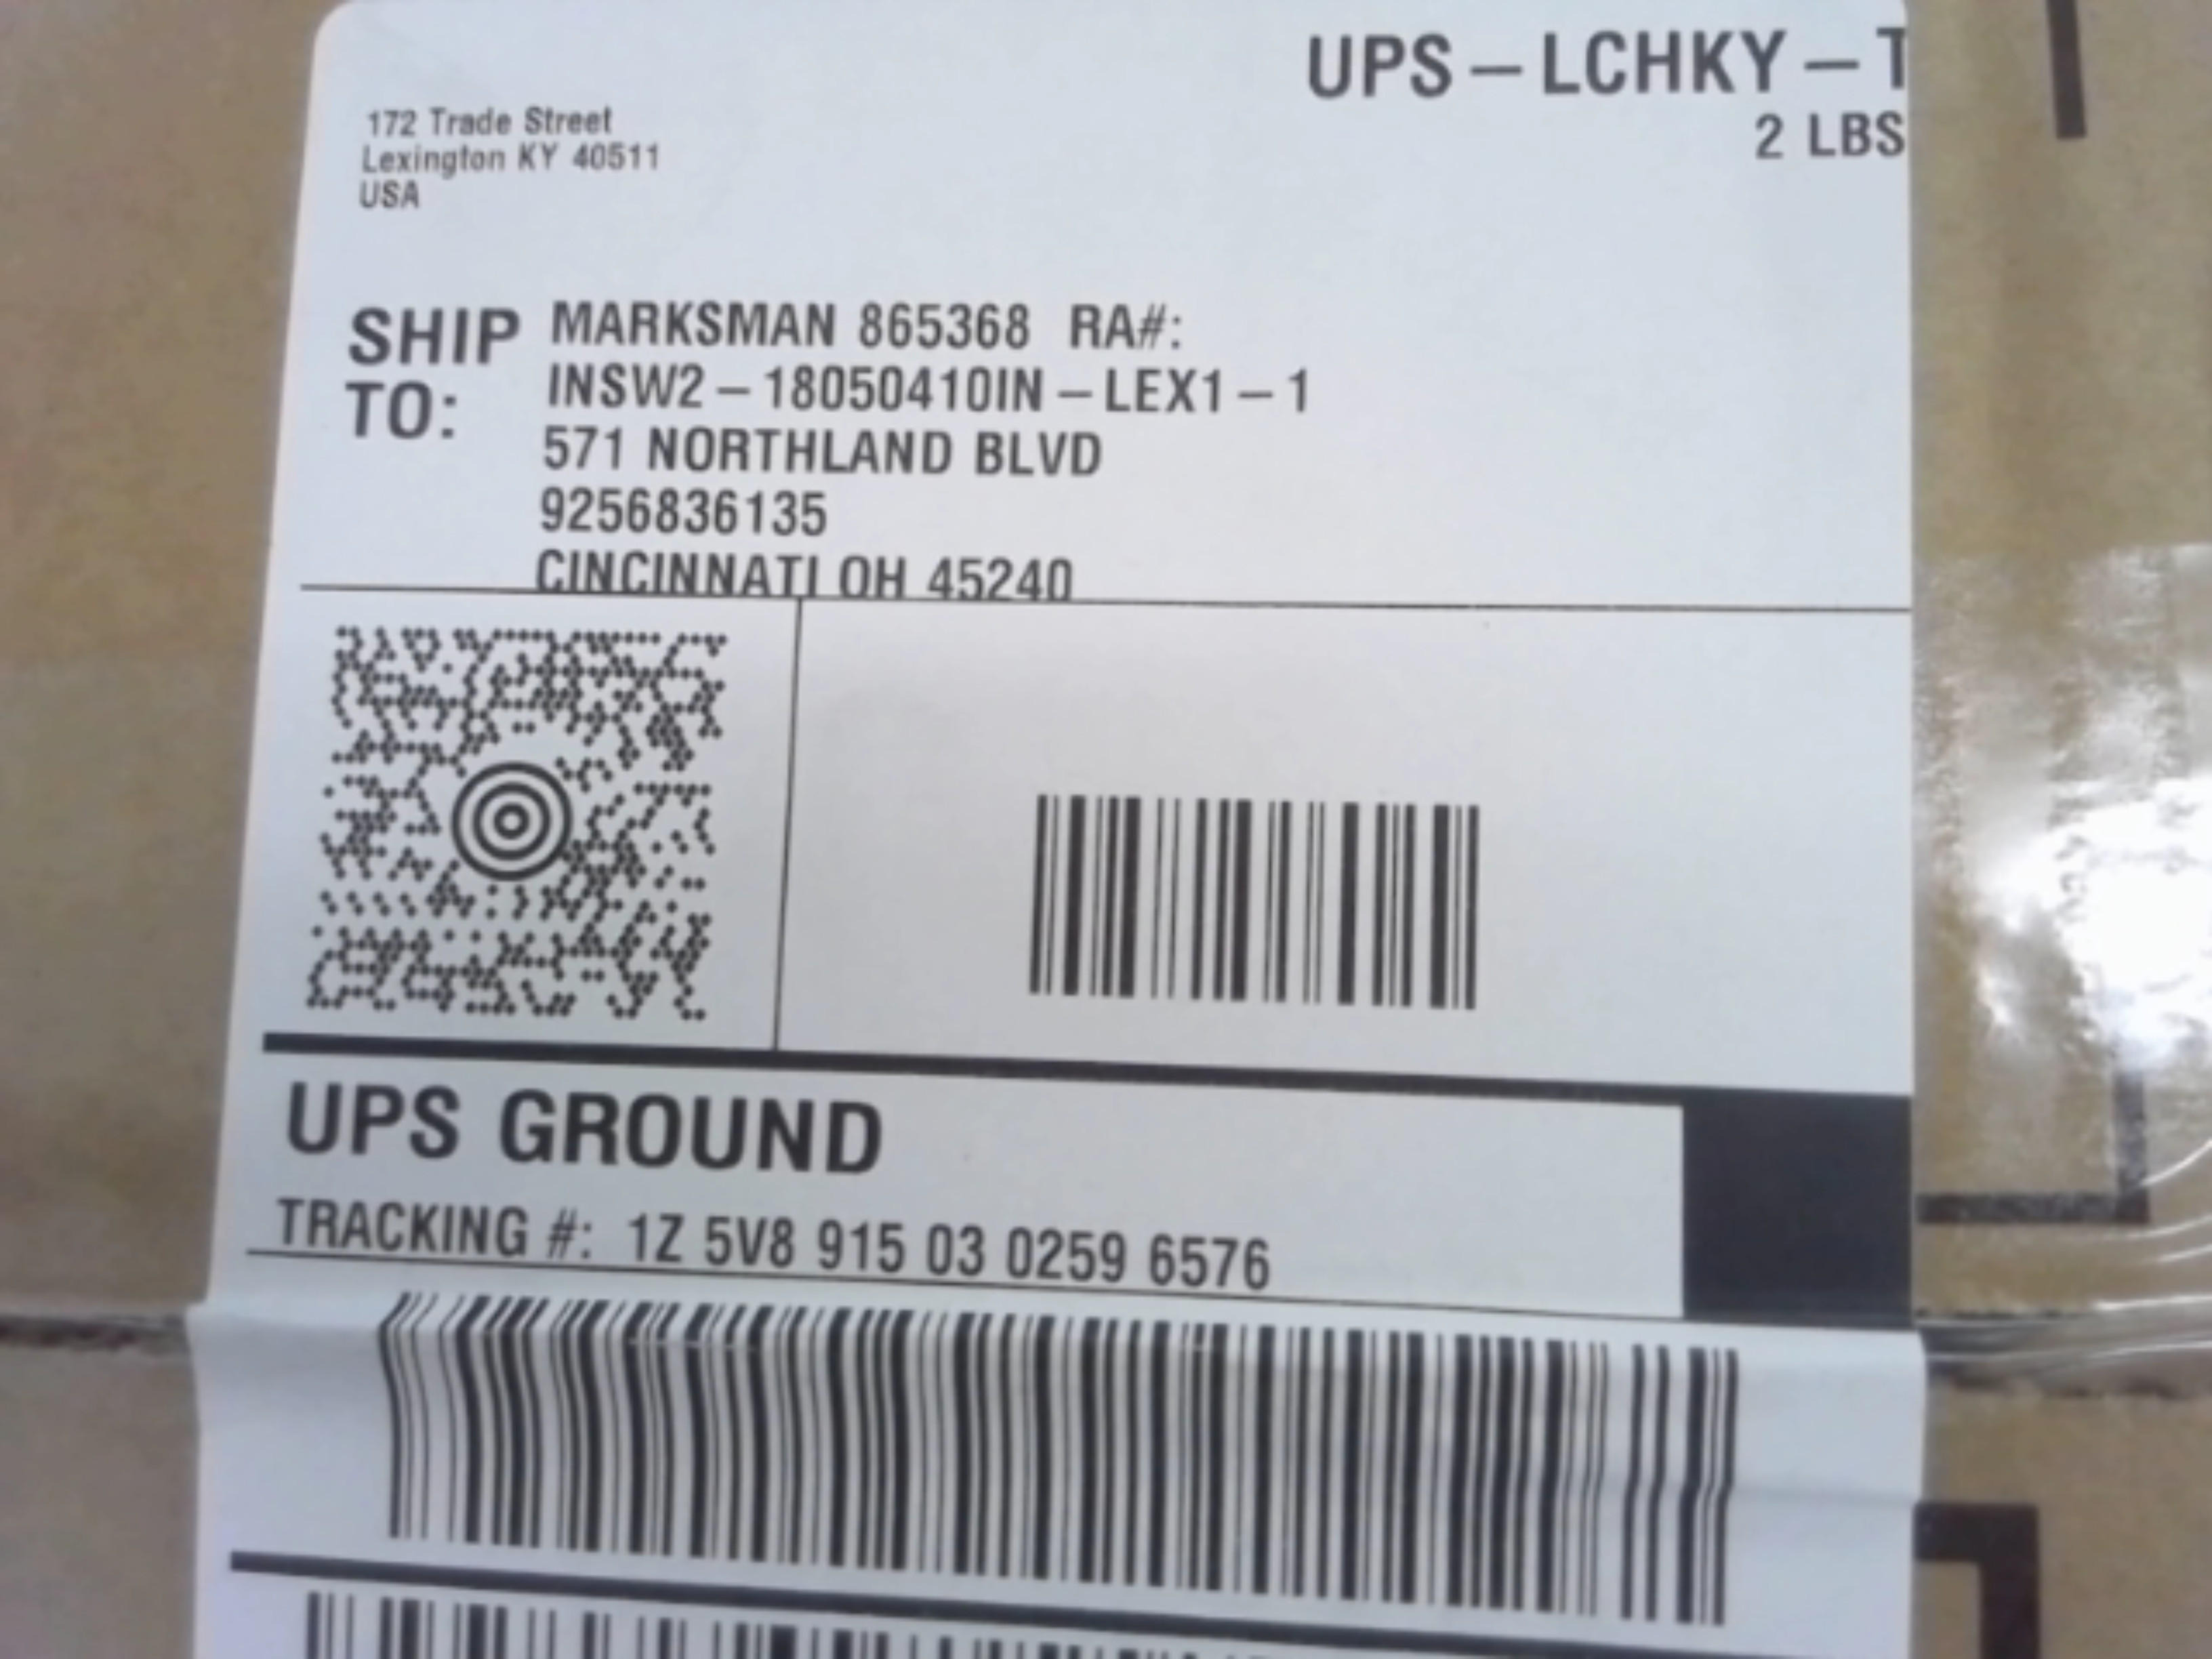 UPS – LCHKY – T
2 LBS
172 Trade Street
Lexington KY 40511
USA
SHIP TO:
MARKSMAN 865368 RA#:
INSW2 – 18050410IN – LEX1 – 1
571 NORTHLAND BLVD
9256836135
CINCINNATI OH 45240
UPS GROUND
TRACKING #: 1Z 5V8 915 03 0259 6576